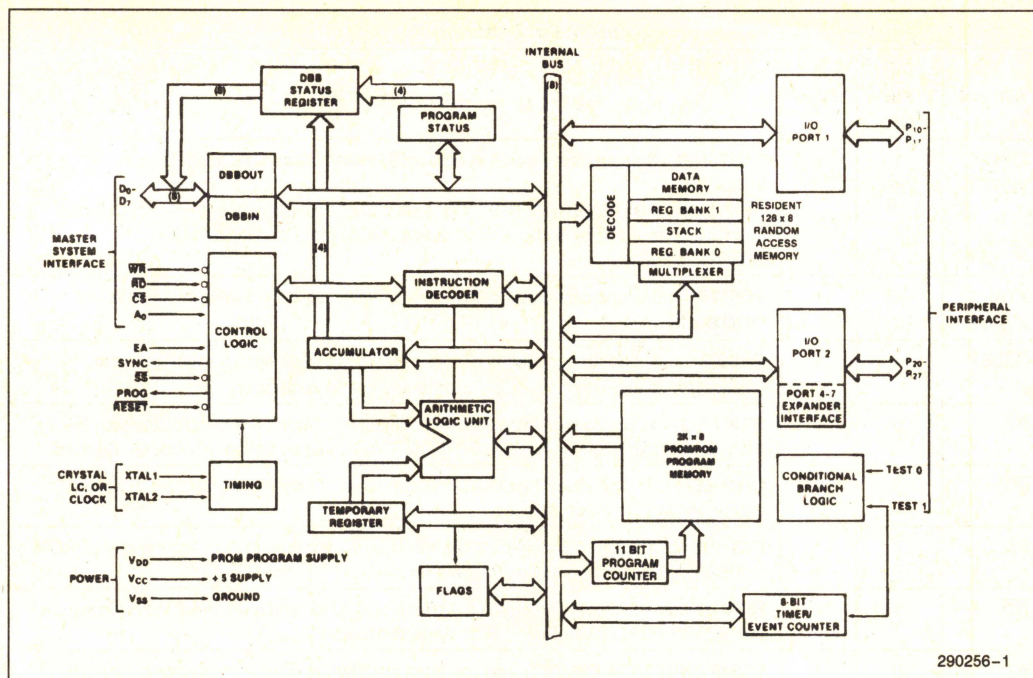 INTERNAL
BUS
(8)
DBB
STATUS
REGISTER
(8)
(4)
PROGRAM
STATUS
D0-
D7
(8)
DBBOUT
DBBIN
MASTER
SYSTEM
INTERFACE
WR
RD
CS
A0
EA
SYNC
SS
PROG
RESET
CONTROL
LOGIC
(4)
INSTRUCTION
DECODER
ACCUMULATOR
ARITHMETIC
LOGIC UNIT
TEMPORARY
REGISTER
FLAGS
CRYSTAL
LC, OR
CLOCK
XTAL1
XTAL2
TIMING
POWER
VDD
PROM PROGRAM SUPPLY
VCC
+ 5 SUPPLY
VSS
GROUND
I/O
PORT 1
P10-
P17
DECODE
DATA
MEMORY
REG. BANK 1
STACK
REG. BANK 0
MULTIPLEXER
RESIDENT
128 x 8
RANDOM
ACCESS
MEMORY
PERIPHERAL
INTERFACE
I/O
PORT 2
PORT 4-7
EXPANDER
INTERFACE
P20-
P27
2K x 8
PROM/ROM
PROGRAM
MEMORY
CONDITIONAL
BRANCH
LOGIC
TEST 0
TEST 1
11 BIT
PROGRAM
COUNTER
8-BIT
TIMER/
EVENT COUNTER
290256-1